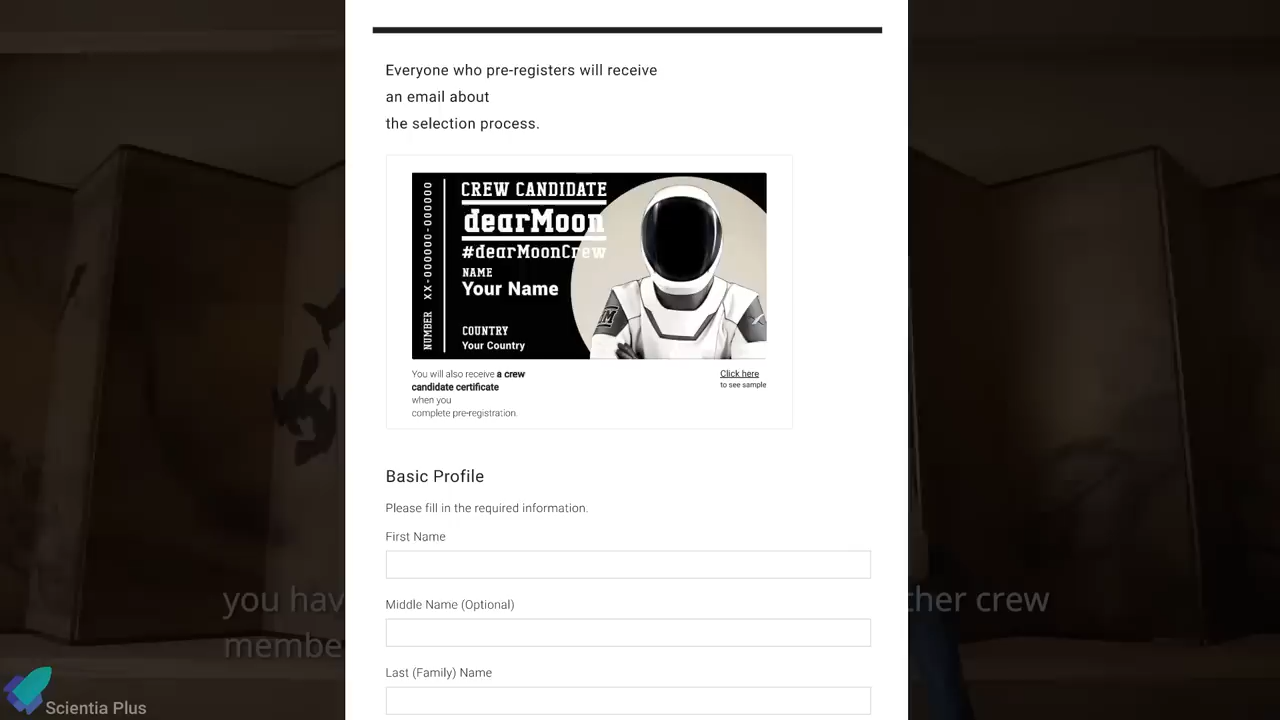 Everyone who pre-registers will receive
an email about
the selection process.
NUMBER XX-000000-000000
CREW CANDIDATE
dearMoon
#dearMoonCrew
NAME
Your Name
COUNTRY
Your Country
You will also receive a crew
candidate certificate
when you
complete pre-registration.
Click here
to see sample
Basic Profile
Please fill in the required information.
First Name
Middle Name (Optional)
Last (Family) Name
you
crew
Scientia Plus